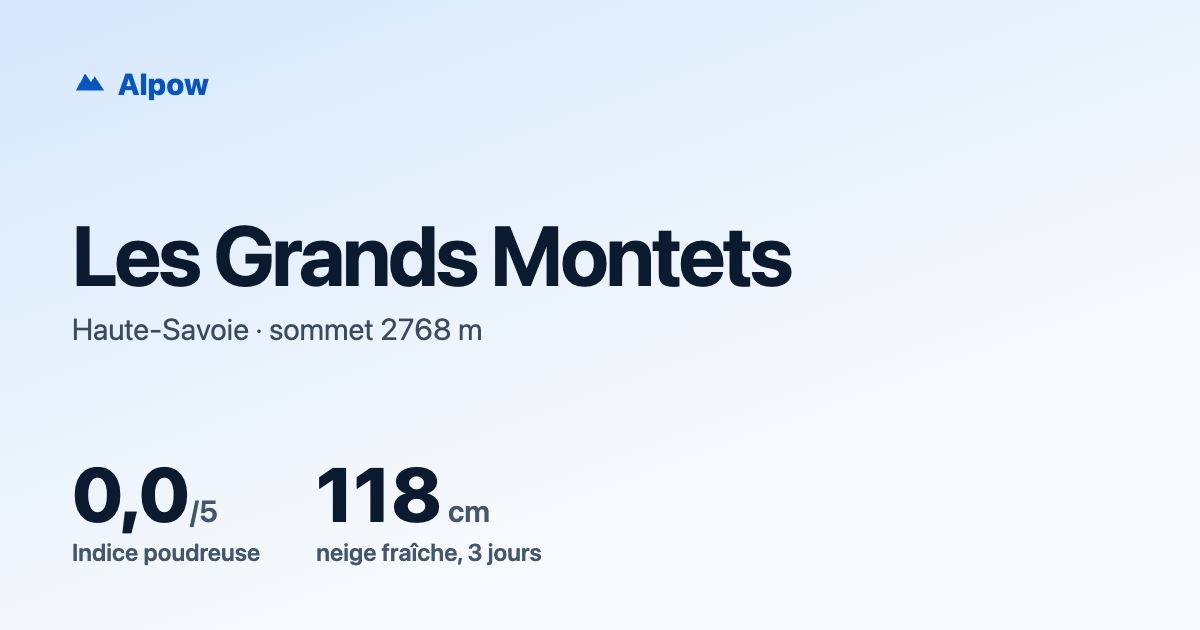 Alpow
Les Grands Montets
Haute-Savoie · sommet 2768 m
0,0/5 118 cm
Indice poudreuse neige fraîche, 3 jours